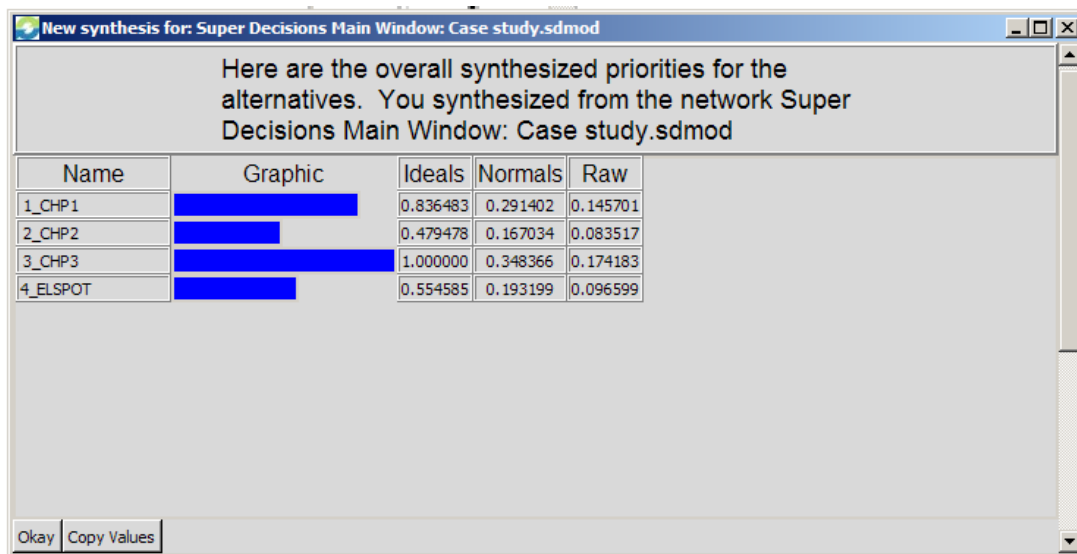 New synthesis for: Super Decisions Main Window: Case study.sdmod
Here are the overall synthesized priorities for the
alternatives. You synthesized from the network Super
Decisions Main Window: Case study.sdmod
Name Graphic Ideals Normals Raw
1_CHP1 0.836483 0.291402 0.145701
2_CHP2 0.479478 0.167034 0.083517
3_CHP3 1.000000 0.348366 0.174183
4_ELSPOT 0.554585 0.193199 0.096599
Okay Copy Values